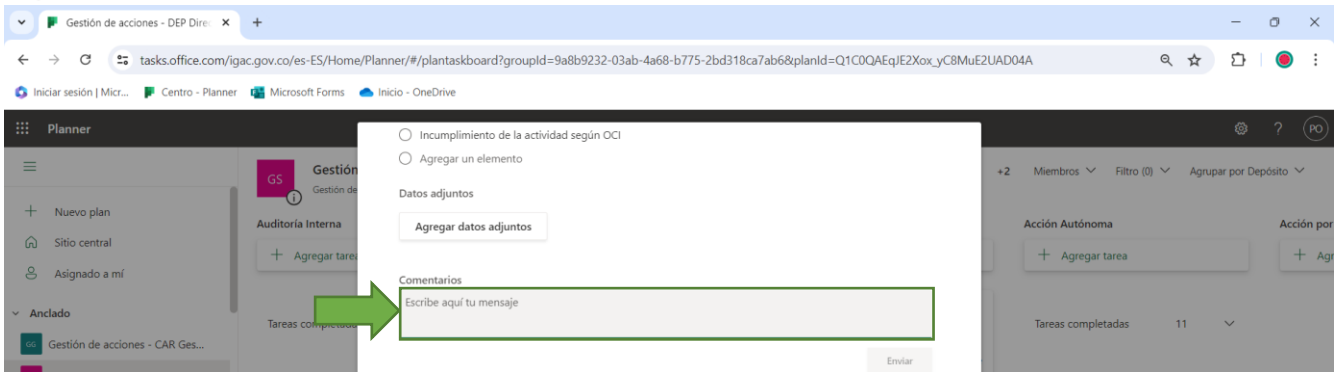 Gestión de acciones - DEP Dire
tasks.office.com/igac.gov.co/es-ES/Home/Planner/#/plantaskboard?groupId=9a8b9232-03ab-4a68-b775-2bd318ca7ab6&planId=Q1C0QAEqJE2Xox_yC8MuE2UAD04A
Iniciar sesión | Micr... Centro - Planner Microsoft Forms Inicio - OneDrive
Planner PO
Incumplimiento de la actividad según OCI
Agregar un elemento
GS Gestión +2 Miembros Filtro (0) Agrupar por Depósito
Gestión de
Datos adjuntos
Nuevo plan
Auditoría Interna Agregar datos adjuntos Acción Autónoma Acción por
Sitio central
Agregar tarea Agregar tarea Agr
Asignado a mí
Comentarios
Escribe aquí tu mensaje
Anclado
Tareas completadas Tareas completadas 11
GG Gestión de acciones - CAR Ges...
Enviar